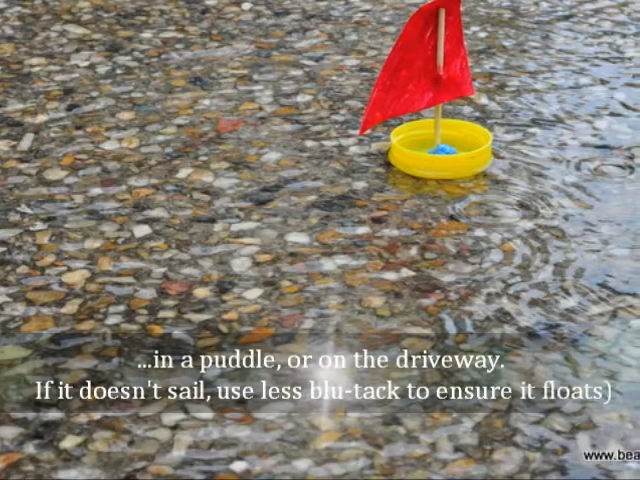 ...in a puddle, or on the driveway.
If it doesn't sail, use less blu-tack to ensure it floats)
www.bea